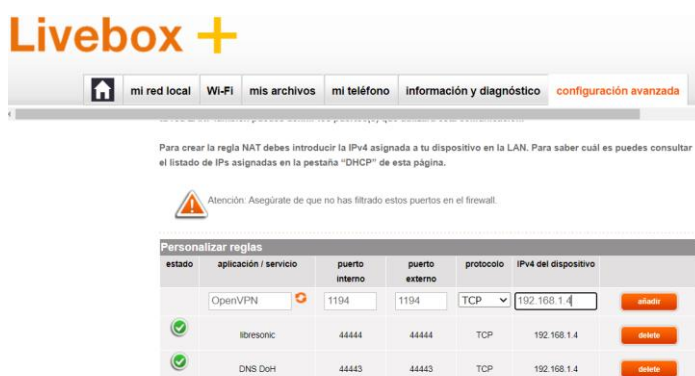 Livebox +
mi red local Wi-Fi mis archivos mi teléfono información y diagnóstico configuración avanzada
Para crear la regla NAT debes introducir la IPv4 asignada a tu dispositivo en la LAN. Para saber cuál es puedes consultar
el listado de IPs asignadas en la pestaña “DHCP” de esta página.
Atención: Asegúrate de que no has filtrado estos puertos en el firewall.
Personalizar reglas
estado aplicación / servicio puerto interno puerto externo protocolo IPv4 del dispositivo
OpenVPN 1194 1194 TCP 192.168.1.4 añadir
libresonic 44444 44444 TCP 192.168.1.4 delete
DNS DoH 44443 44443 TCP 192.168.1.4 delete